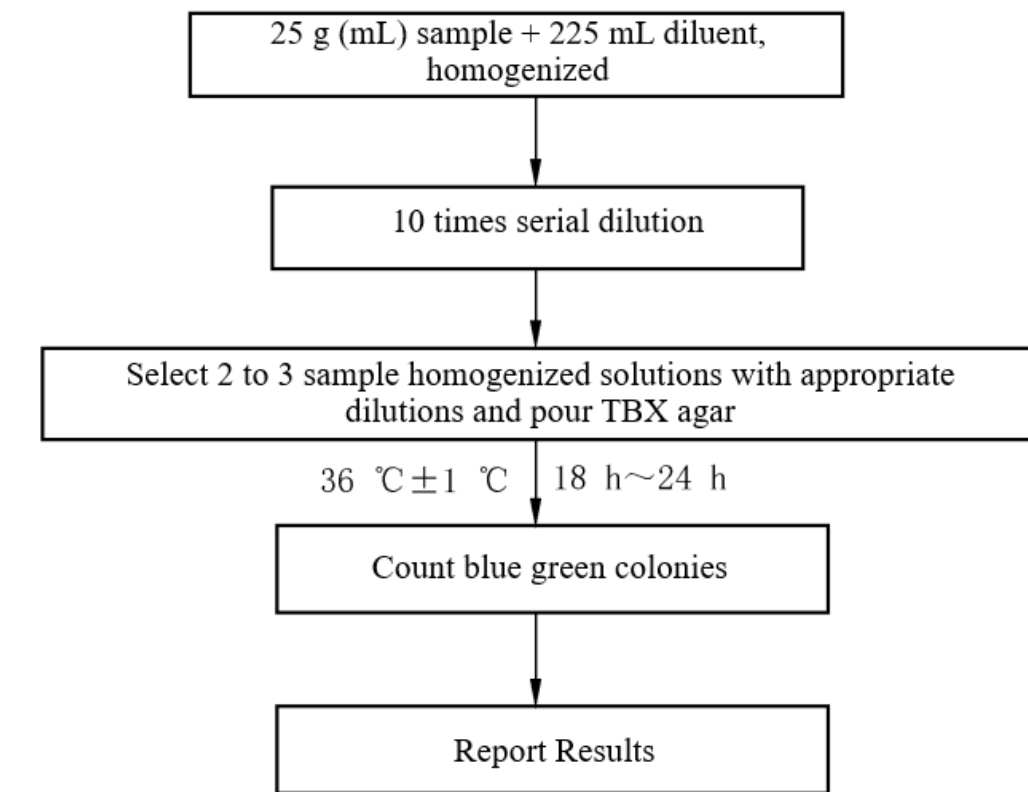 25 g (mL) sample + 225 mL diluent,
homogenized
10 times serial dilution
Select 2 to 3 sample homogenized solutions with appropriate
dilutions and pour TBX agar
36 ℃±1 ℃ 18 h～24 h
Count blue green colonies
Report Results